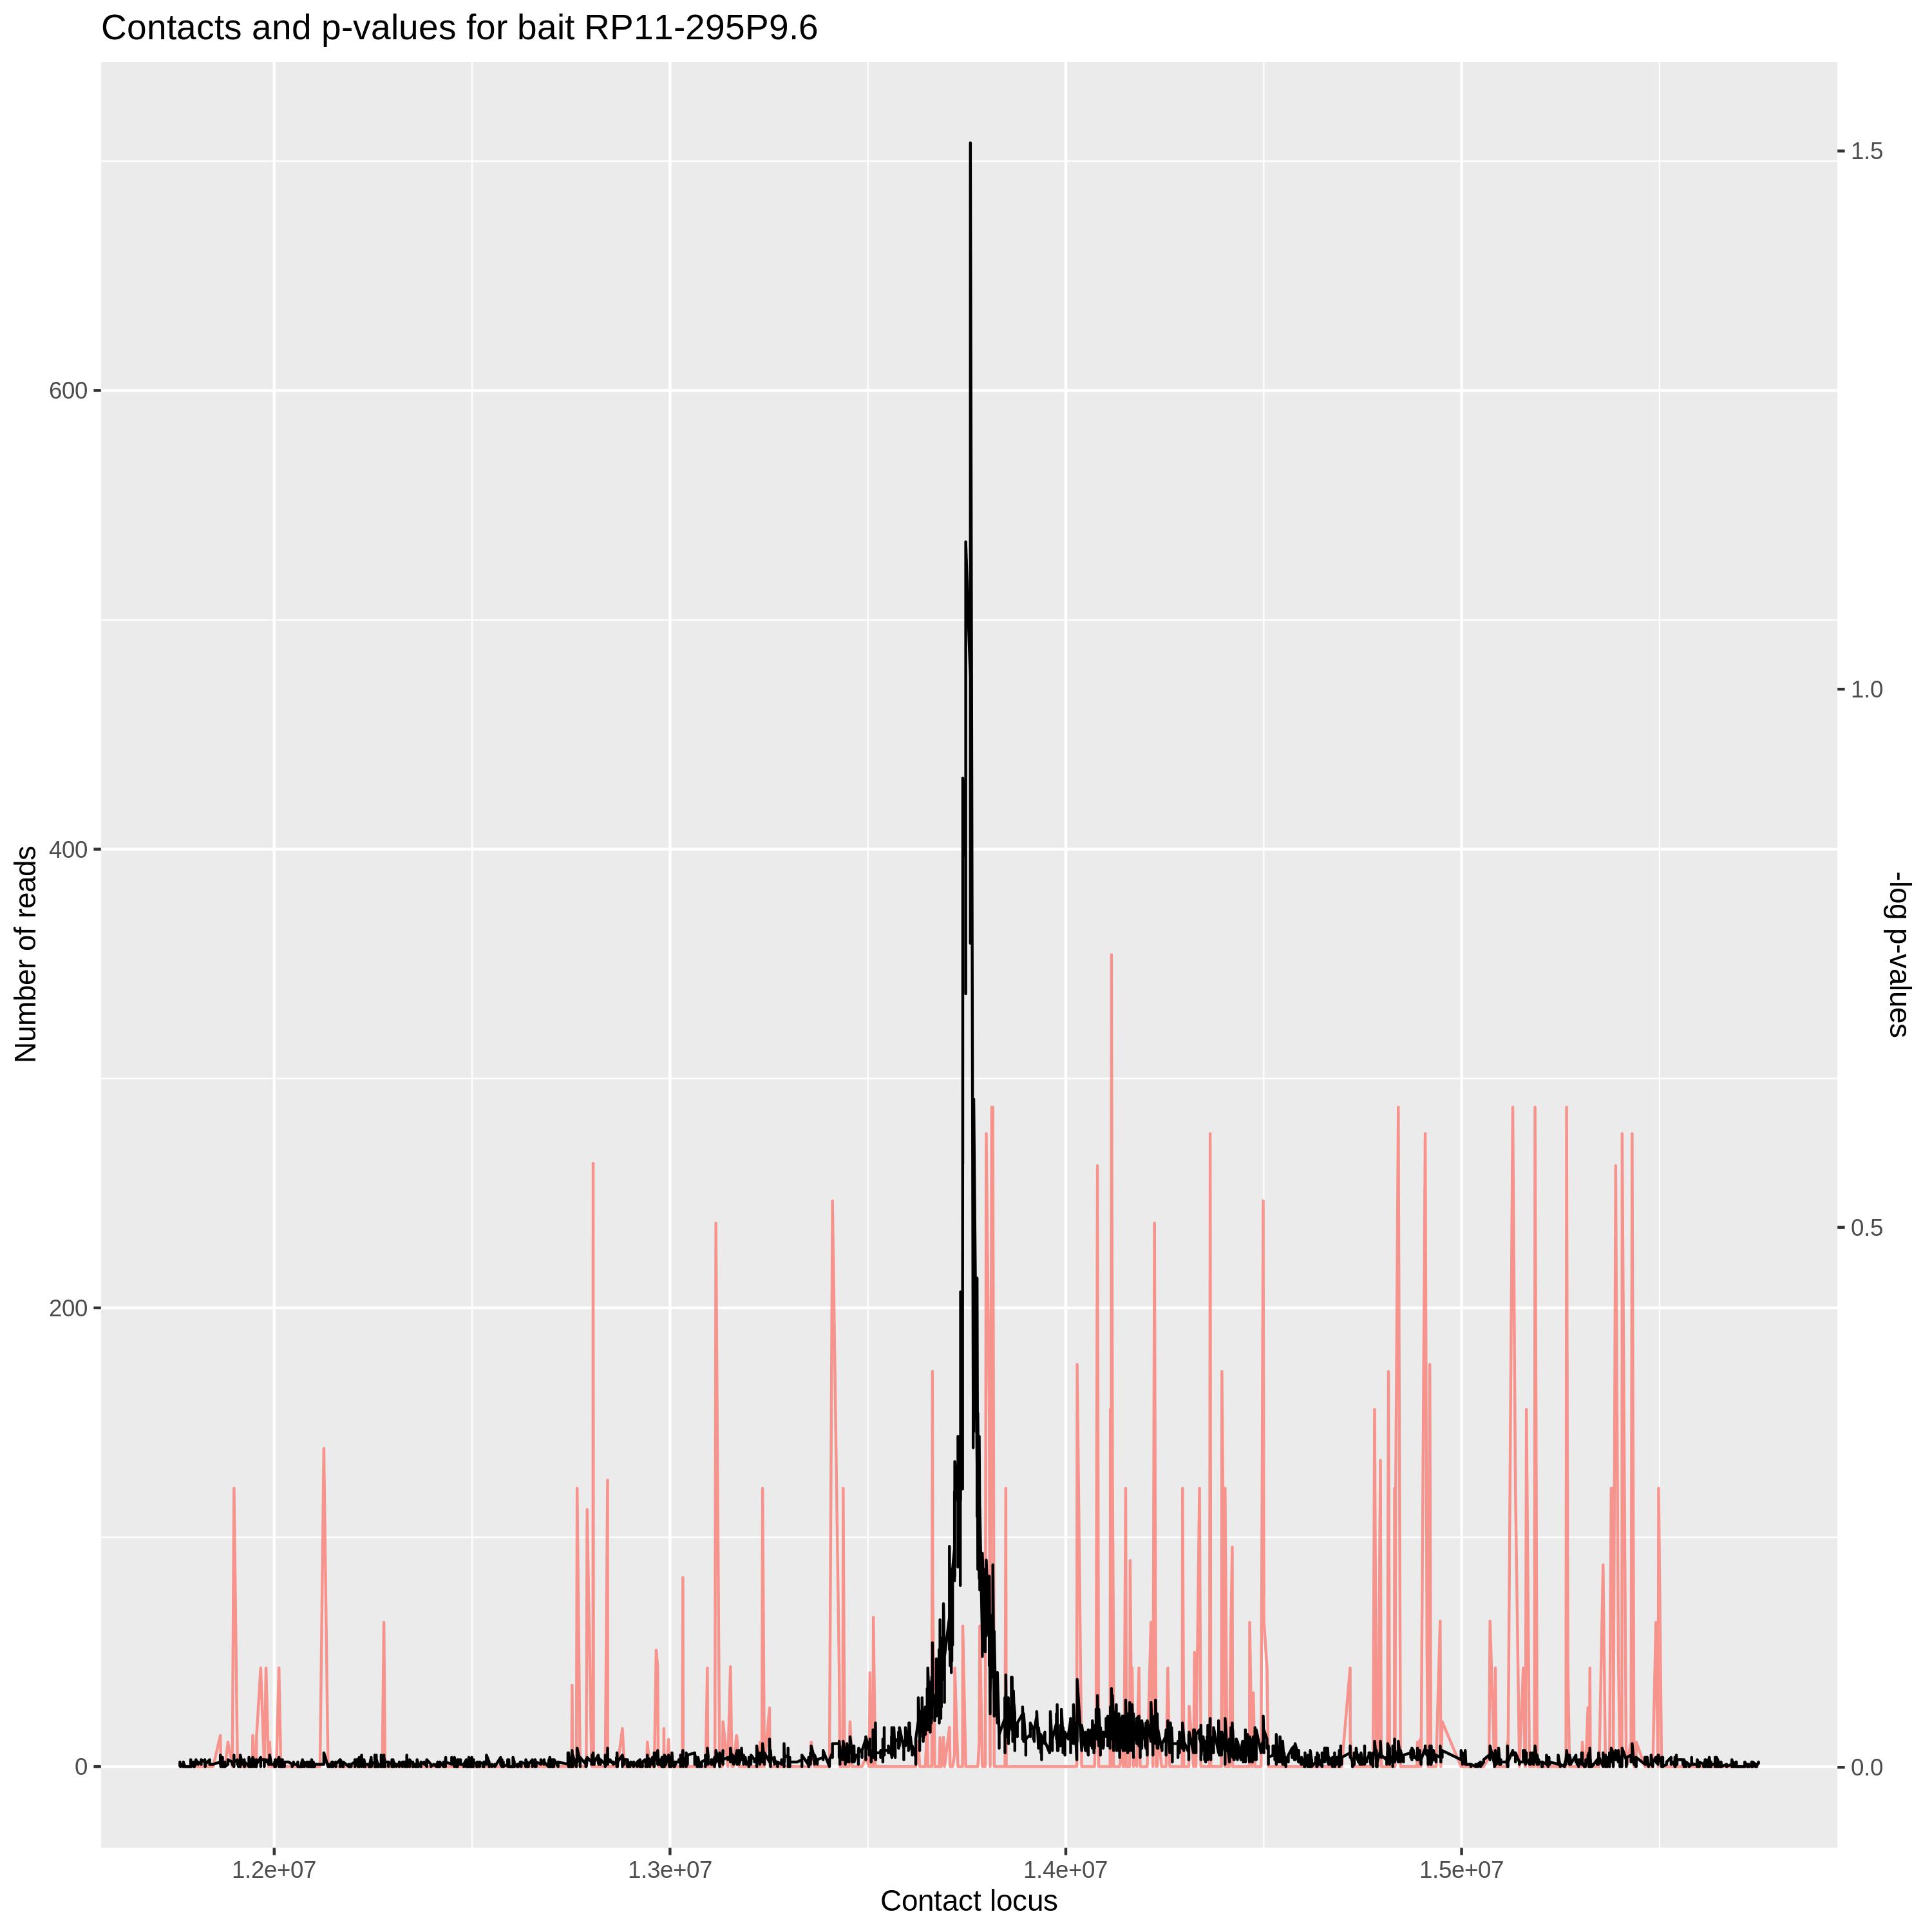 Contacts and p-values for bait RP11-295P9.6
1.5
600
1.0
400
Number of reads
-log p-values
0.5
200
0
0.0
1.2e+07
1.3e+07
1.4e+07
1.5e+07
Contact locus